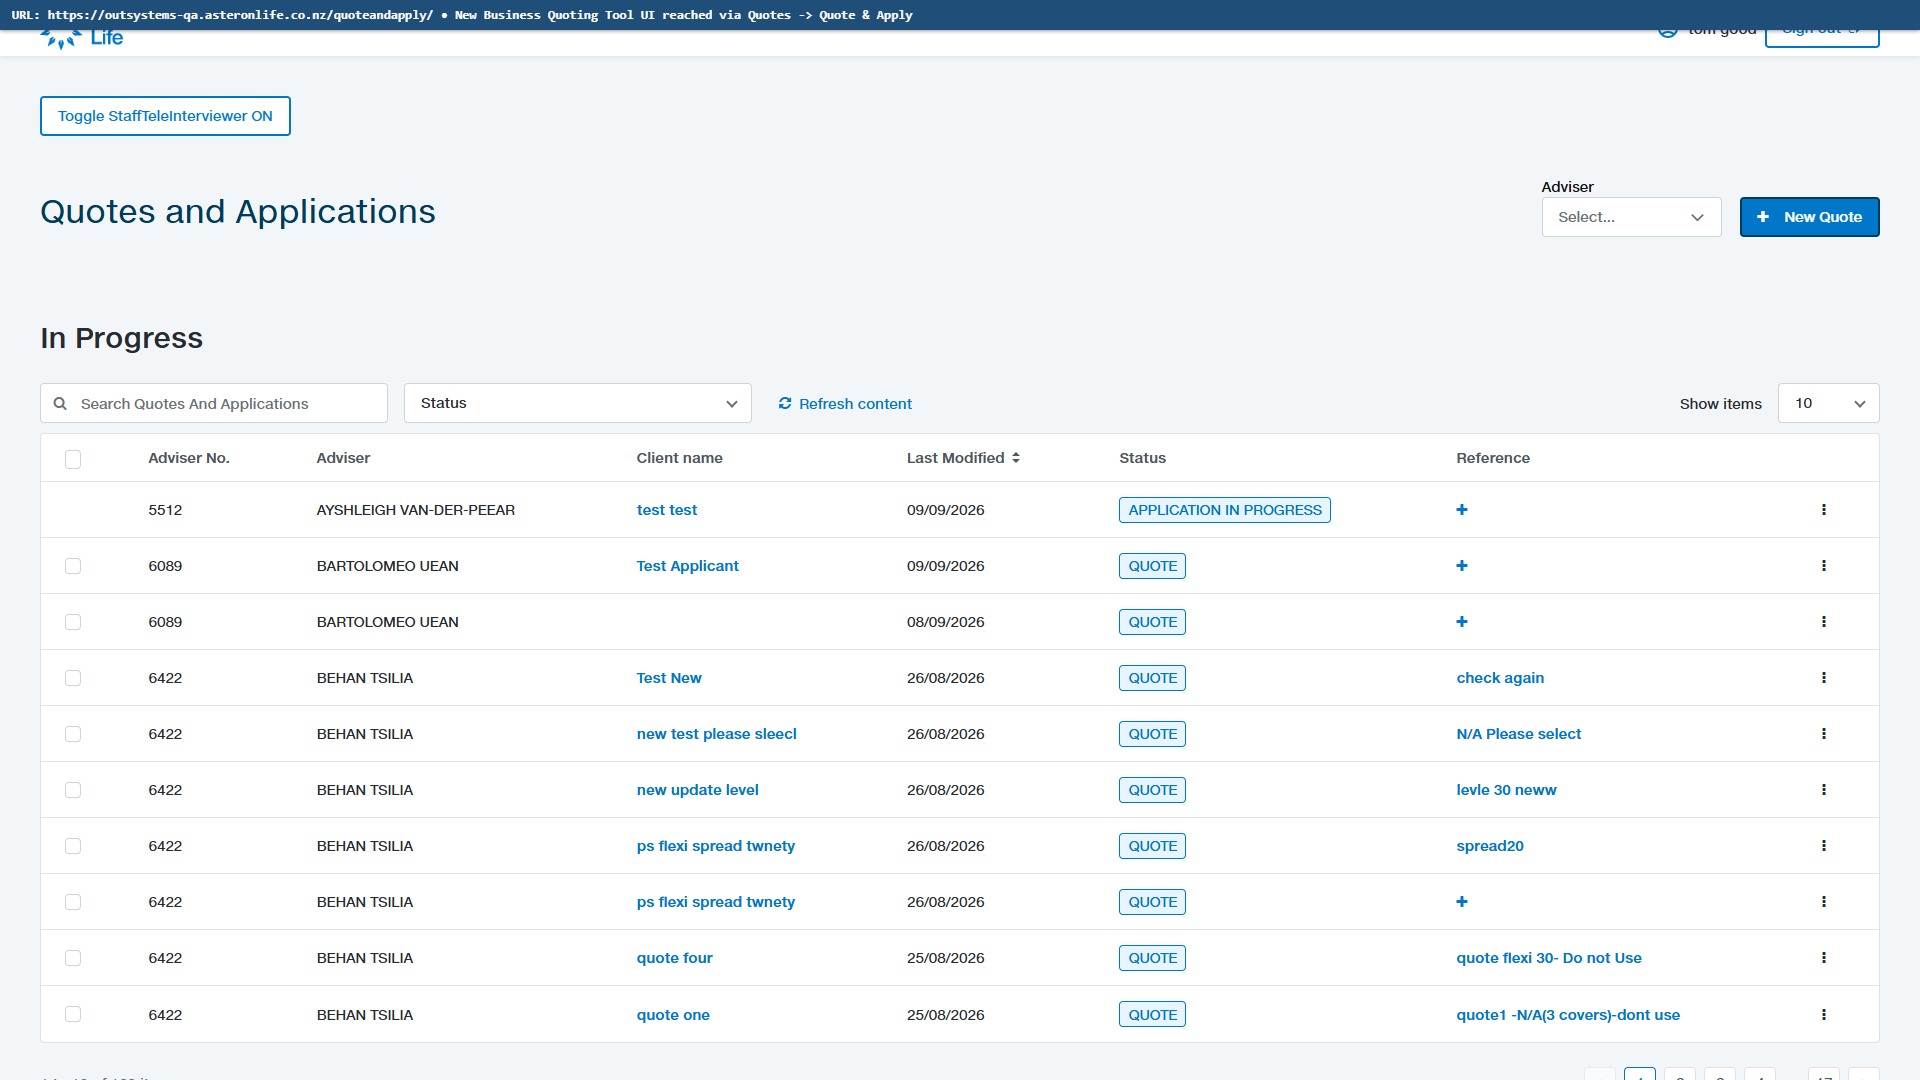 URL: https://outsystems-qa.asteronlife.co.nz/quoteandapply/ • New Business Quoting Tool UI reached via Quotes -> Quote & Apply
Life
tom good
Sign out
Toggle StaffTeleInterviewer ON
Quotes and Applications
Adviser
Select...
New Quote
In Progress
Search Quotes And Applications
Status
Refresh content
Show items
10
Adviser No. Adviser Client name Last Modified Status Reference
5512 AYSHLEIGH VAN-DER-PEEAR test test 09/09/2026 APPLICATION IN PROGRESS
6089 BARTOLOMEO UEAN Test Applicant 09/09/2026 QUOTE
6089 BARTOLOMEO UEAN 08/09/2026 QUOTE
6422 BEHAN TSILIA Test New 26/08/2026 QUOTE check again
6422 BEHAN TSILIA new test please sleecl 26/08/2026 QUOTE N/A Please select
6422 BEHAN TSILIA new update level 26/08/2026 QUOTE levle 30 neww
6422 BEHAN TSILIA ps flexi spread twnety 26/08/2026 QUOTE spread20
6422 BEHAN TSILIA ps flexi spread twnety 26/08/2026 QUOTE
6422 BEHAN TSILIA quote four 25/08/2026 QUOTE quote flexi 30- Do not Use
6422 BEHAN TSILIA quote one 25/08/2026 QUOTE quote1 -N/A(3 covers)-dont use